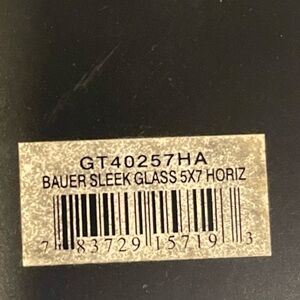 GT40257HA
BAUER SLEEK GLASS 5X7 HORIZ
7 83729 15719 3